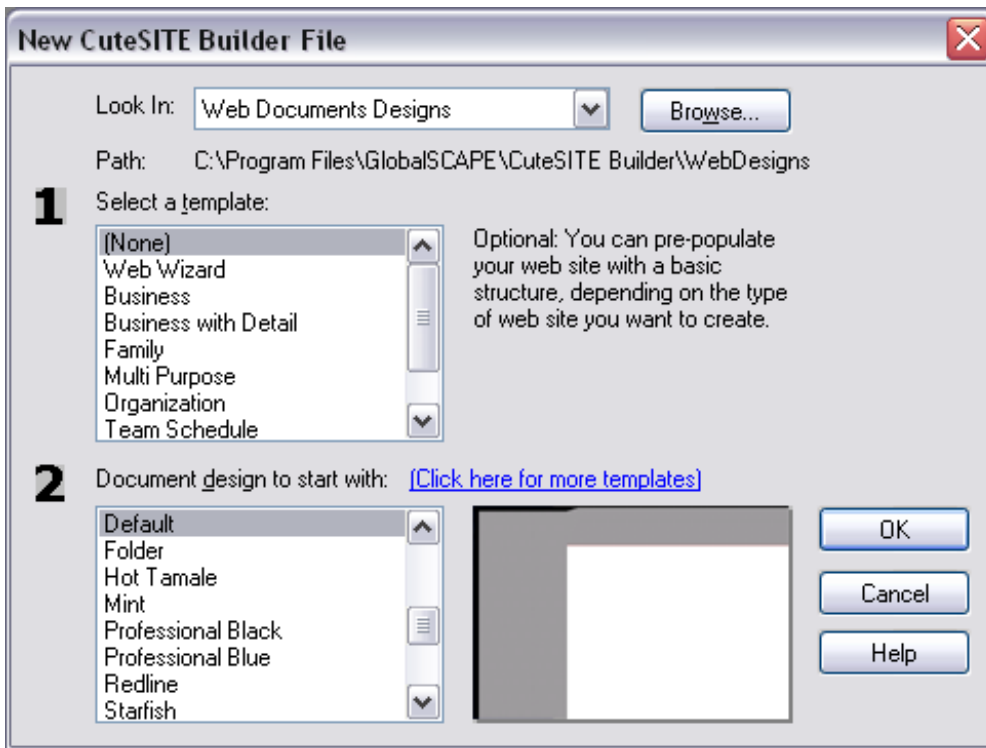 New CuteSITE Builder File
Look In: Web Documents Designs Browse...
Path: C:\Program Files\GlobalSCAPE\CuteSITE Builder\WebDesigns
1 Select a template:
(None)
Web Wizard
Business
Business with Detail
Family
Multi Purpose
Organization
Team Schedule
Optional: You can pre-populate
your web site with a basic
structure, depending on the type
of web site you want to create.
2 Document design to start with: (Click here for more templates)
Default
Folder
Hot Tamale
Mint
Professional Black
Professional Blue
Redline
Starfish
OK
Cancel
Help